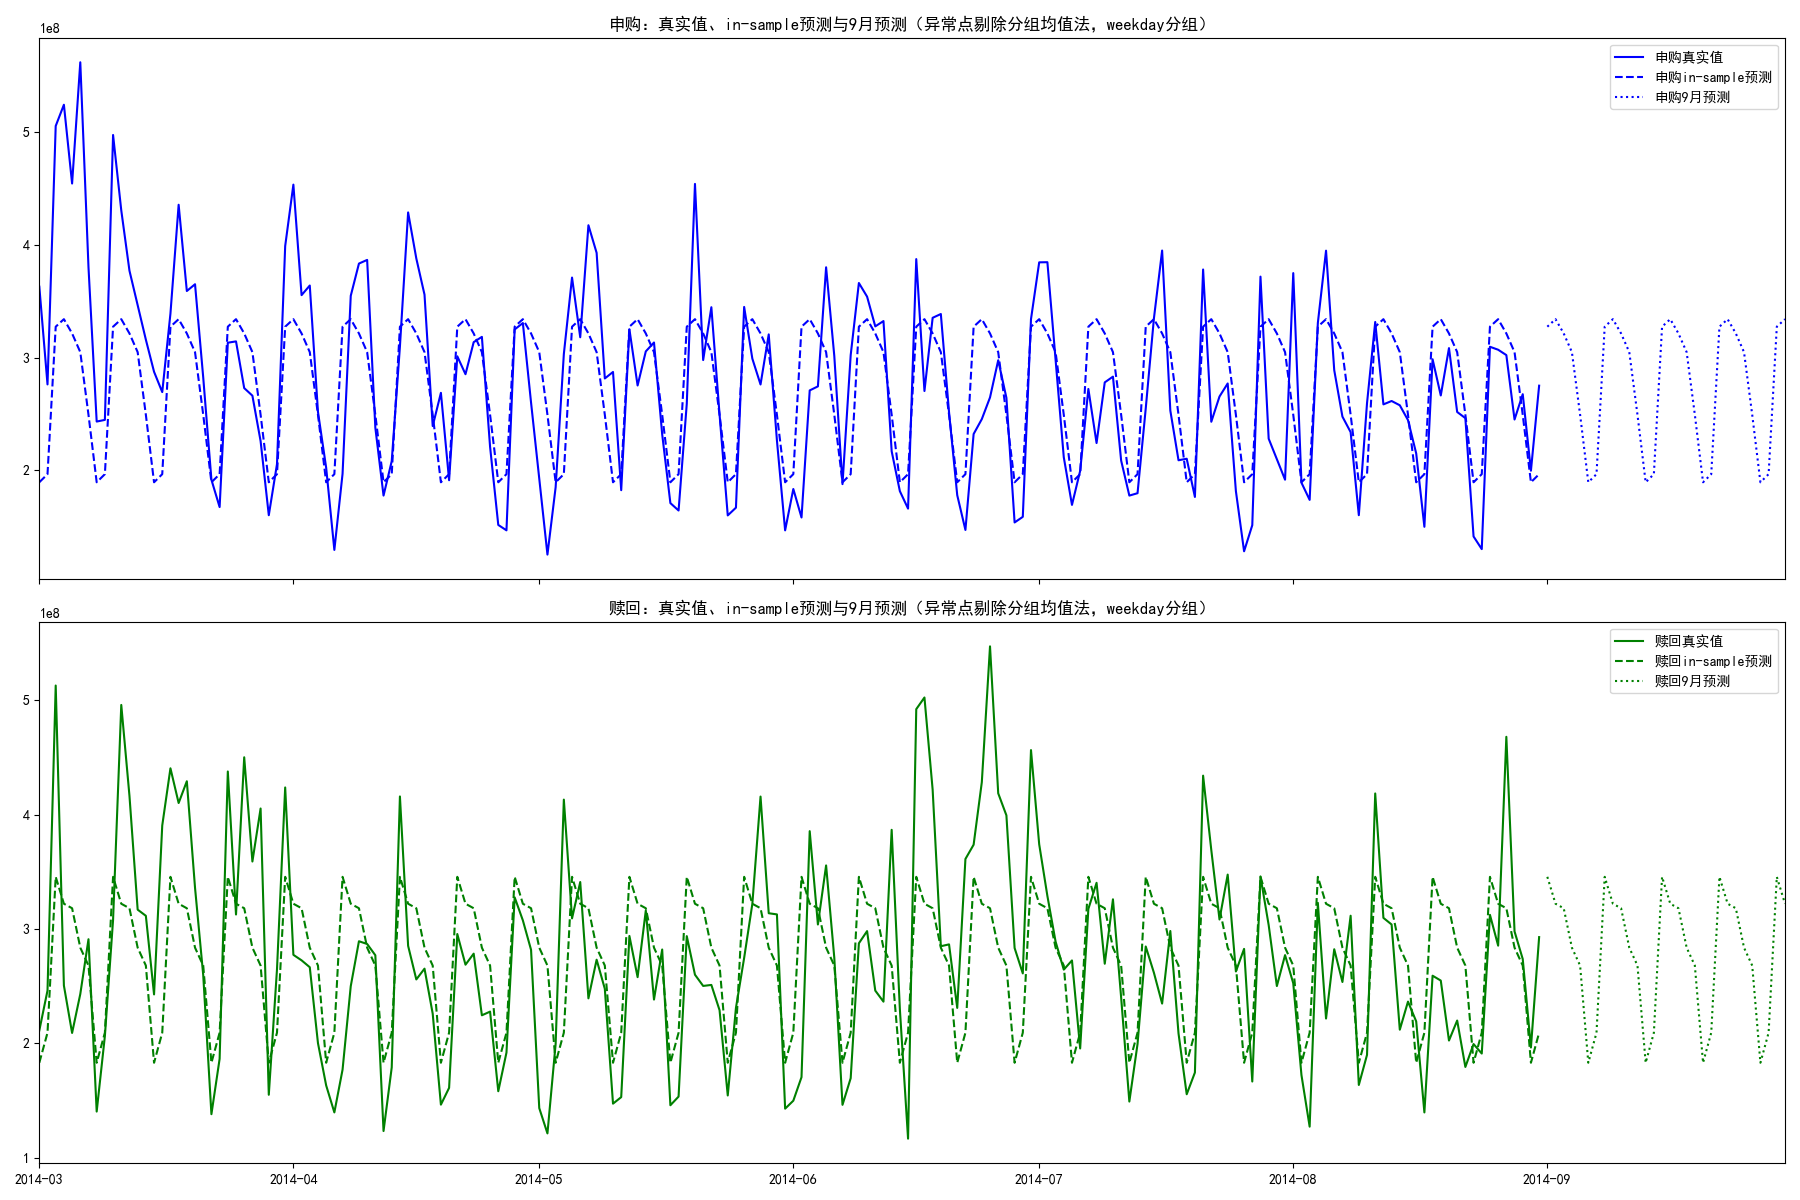 申购：真实值、in-sample预测与9月预测（异常点剔除分组均值法，weekday分组）
1e8
申购真实值
申购in-sample预测
申购9月预测
5
4
3
2
赎回：真实值、in-sample预测与9月预测（异常点剔除分组均值法，weekday分组）
1e8
赎回真实值
赎回in-sample预测
赎回9月预测
5
4
3
2
1
2014-03
2014-04
2014-05
2014-06
2014-07
2014-08
2014-09